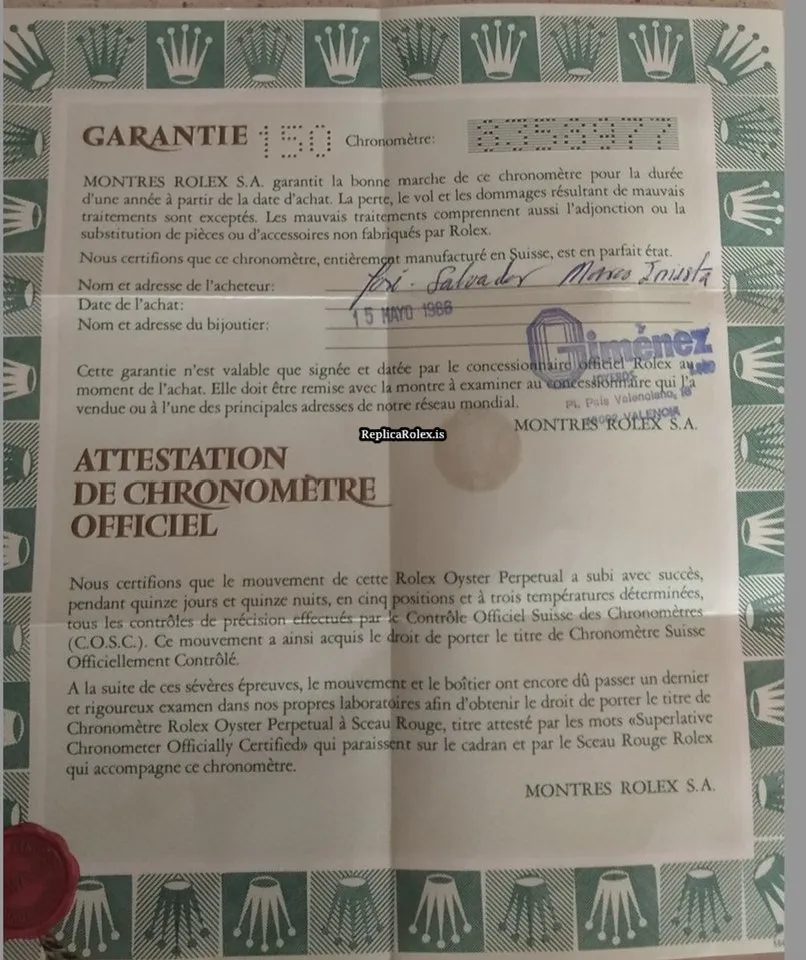 GARANTIE 150 Chronomètre: 8358977
MONTRES ROLEX S.A. garantit la bonne marche de ce chronomètre pour la durée
d'une année à partir de la date d'achat. La perte, le vol et les dommages résultant de mauvais
traitements sont exceptés. Les mauvais traitements comprennent aussi l'adjonction ou la
substitution de pièces ou d'accessoires non fabriqués par Rolex.
Nous certifions que ce chronomètre, entièrement manufacturé en Suisse, est en parfait état.
Nom et adresse de l'acheteur: José - Salvador
Date de l'achat: 15 MAYO 1988
Nom et adresse du bijoutier:
Giménez
Cette garantie n'est valable que signée et datée par le concessionnaire officiel Rolex au
moment de l'achat. Elle doit être remise avec la montre à examiner au concessionnaire qui l'a
vendue ou à l'une des principales adresses de notre réseau mondial.
Pl. País Valenciano,
VALENCIA
MONTRES ROLEX S.A.
ReplicaRolex.is
ATTESTATION
DE CHRONOMÈTRE
OFFICIEL
Nous certifions que le mouvement de cette Rolex Oyster Perpetual a subi avec succès,
pendant quinze jours et quinze nuits, en cinq positions et à trois températures déterminées,
tous les contrôles de précision effectués par le Contrôle Officiel Suisse des Chronomètres
(C.O.S.C.). Ce mouvement a ainsi acquis le droit de porter le titre de Chronomètre Suisse
Officiellement Contrôlé.
A la suite de ces sévères épreuves, le mouvement et le boîtier ont encore dû passer un dernier
et rigoureux examen dans nos propres laboratoires afin d'obtenir le droit de porter le titre de
Chronomètre Rolex Oyster Perpetual à Sceau Rouge, titre attesté par les mots «Superlative
Chronometer Officially Certified» qui paraissent sur le cadran et par le Sceau Rouge Rolex
qui accompagne ce chronomètre.
MONTRES ROLEX S.A.